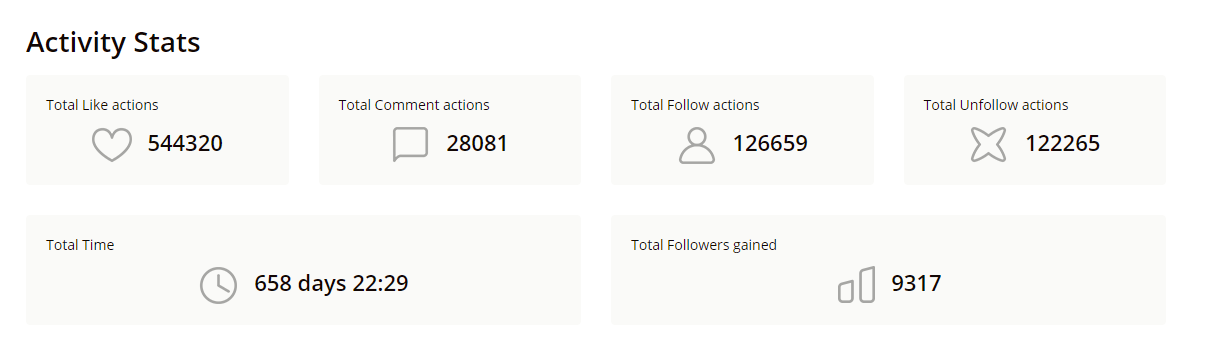 Activity Stats
Total Like actions
544320
Total Comment actions
28081
Total Follow actions
126659
Total Unfollow actions
122265
Total Time
658 days 22:29
Total Followers gained
9317